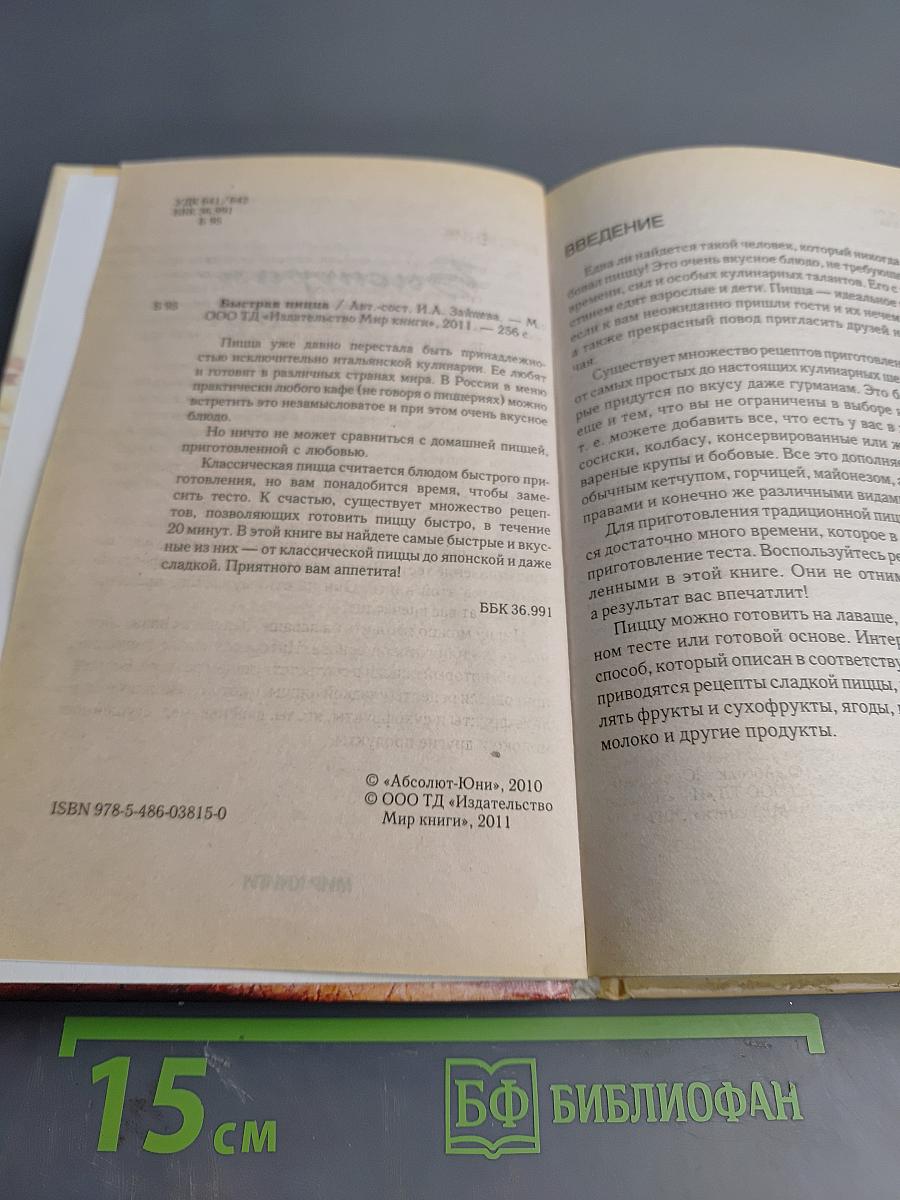 УДК 641/642
ББК 36.991
Б 95
Б 95 Быстрая пицца / Авт.-сост. И.А. Зайцева. — М.
ООО ТД «Издательство Мир книги», 2011. — 256 с.
Пицца уже давно перестала быть принадлежно-
стью исключительно итальянской кулинарии. Ее любят
и готовят в различных странах мира. В России в меню
практически любого кафе (не говоря о пиццериях) можно
встретить это незамысловатое и при этом очень вкусное
блюдо.
Но ничто не может сравниться с домашней пиццей,
приготовленной с любовью.
Классическая пицца считается блюдом быстрого при-
готовления, но вам понадобится время, чтобы заме-
сить тесто. К счастью, существует множество рецеп-
тов, позволяющих готовить пиццу быстро, в течение
20 минут. В этой книге вы найдете самые быстрые и вкус-
ные из них — от классической пиццы до японской и даже
сладкой. Приятного вам аппетита!
ББК 36.991
ISBN 978-5-486-03815-0
© «Абсолют-Юни», 2010
© ООО ТД «Издательство
Мир книги», 2011
МИР КНИГИ
ВВЕДЕНИЕ
Едва ли найдется такой человек, который никогда
бовал пиццу! Это очень вкусное блюдо, не требующе
времени, сил и особых кулинарных талантов. Его с
стием едят взрослые и дети. Пицца — идеальное
если к вам неожиданно пришли гости и их нечем
а также прекрасный повод пригласить друзей н
чая.
Существует множество рецептов приготовлен
от самых простых до настоящих кулинарных ше
рые придутся по вкусу даже гурманам. Это б
еще и тем, что вы не ограничены в выборе и
т. е. можете добавить все, что есть у вас в
сосиски, колбасу, консервированные или ж
вареные крупы и бобовые. Все это дополняе
обычным кетчупом, горчицей, майонезом, а
правами и конечно же различными видами
Для приготовления традиционной пицц
ся достаточно много времени, которое в
приготовление теста. Воспользуйтесь ре
ленными в этой книге. Они не отним
а результат вас впечатлит!
Пиццу можно готовить на лаваше,
ном тесте или готовой основе. Интер
способ, который описан в соответству
приводятся рецепты сладкой пиццы,
лять фрукты и сухофрукты, ягоды,
молоко и другие продукты.
15 см
БФ БИБЛИОФАН